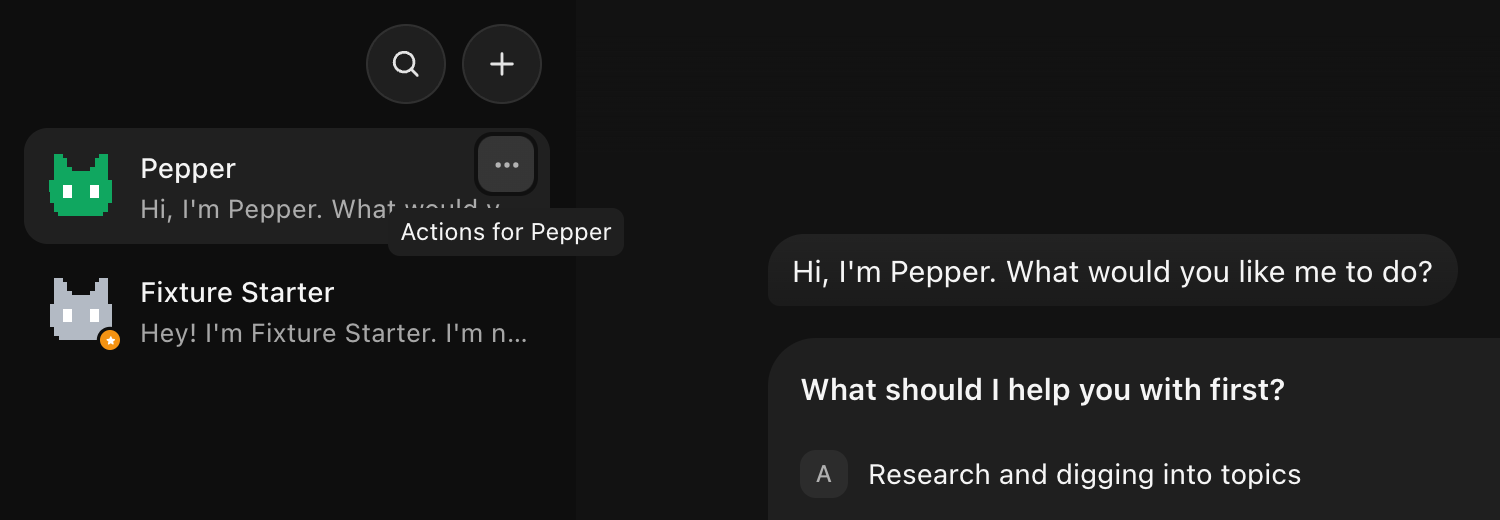 Pepper
Hi, I'm Pepper. What would y...
Actions for Pepper
Fixture Starter
Hey! I'm Fixture Starter. I'm n...
Hi, I'm Pepper. What would you like me to do?
What should I help you with first?
A Research and digging into topics